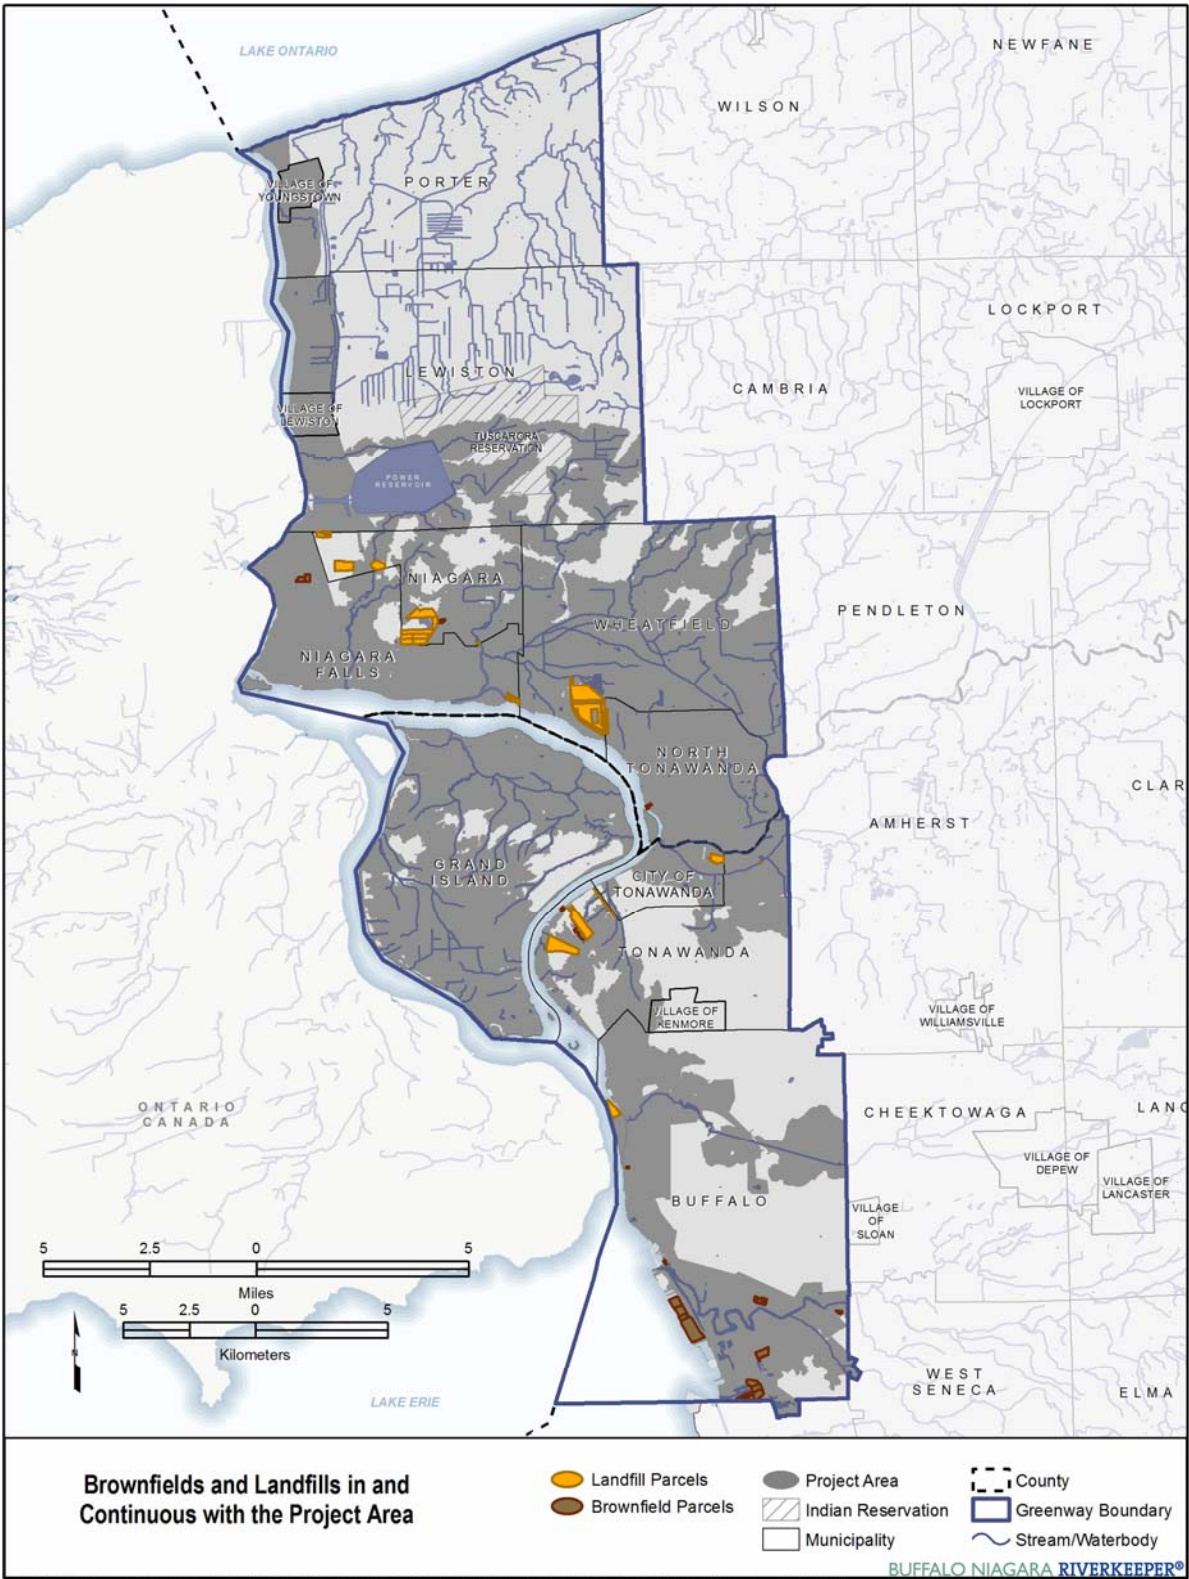 LAKE ONTARIO
NEWFANE
WILSON
VILLAGE OF
YOUNGSTOWN
PORTER
LOCKPORT
LEWISTON
CAMBRIA
VILLAGE OF
LOCKPORT
VILLAGE OF
LEWISTON
TUSCARORA
RESERVATION
POWER
RESERVOIR
NIAGARA
PENDLETON
WHEATFIELD
NIAGARA
FALLS
NORTH
TONAWANDA
CLAR
AMHERST
GRAND
ISLAND
CITY OF
TONAWANDA
TONAWANDA
VILLAGE OF
KENMORE
VILLAGE OF
WILLIAMSVILLE
ONTARIO
CANADA
CHEEKTOWAGA
LANC
VILLAGE OF
DEPEW
VILLAGE OF
LANCASTER
BUFFALO
VILLAGE
OF
SLOAN
5 2.5 0 5
Miles
5 2.5 0 5
Kilometers
N
WEST
SENECA
ELMA
LAKE ERIE
Brownfields and Landfills in and
Continuous with the Project Area
Landfill Parcels
Brownfield Parcels
Project Area
Indian Reservation
Municipality
County
Greenway Boundary
Stream/Waterbody
BUFFALO NIAGARA RIVERKEEPER®